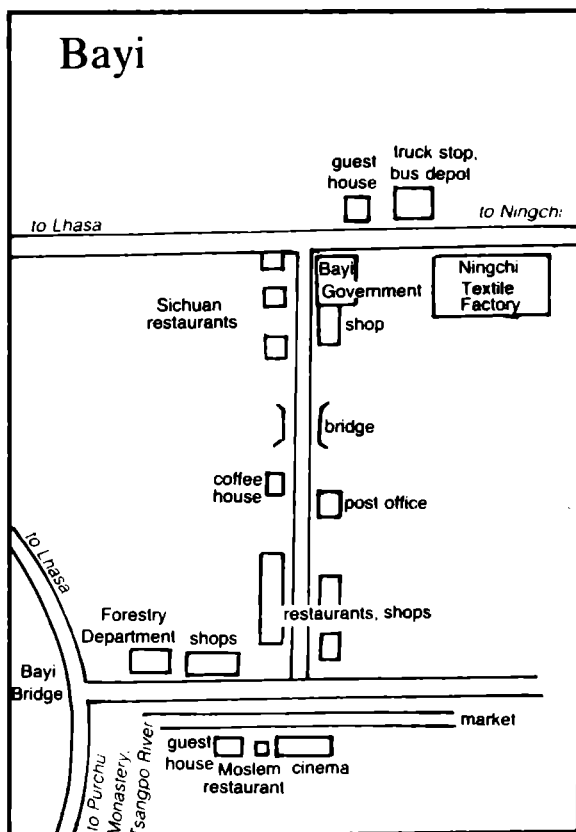 Bayi
guest
house
truck stop,
bus depot
to Lhasa
to Ningchi
Bayi
Government
Ningchi
Textile
Factory
Sichuan
restaurants
shop
bridge
coffee
house
post office
to Lhasa
restaurants, shops
Forestry
Department
shops
Bayi
Bridge
market
guest
house
Moslem
restaurant
cinema
to Purchu
Monastery,
Tsangpo River